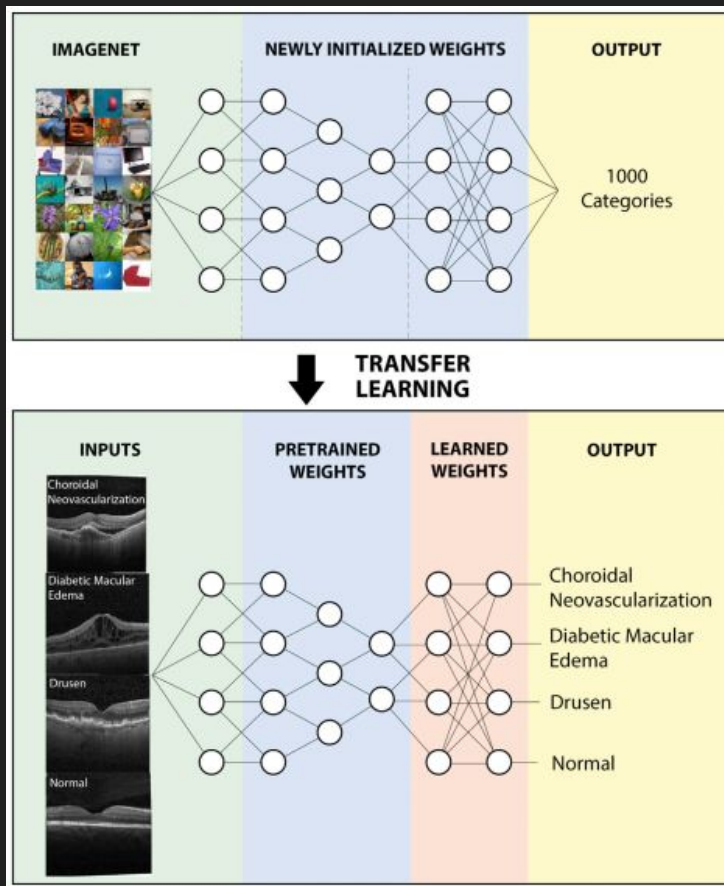 IMAGENET
NEWLY INITIALIZED WEIGHTS
OUTPUT
1000
Categories
TRANSFER
LEARNING
INPUTS
PRETRAINED
WEIGHTS
LEARNED
WEIGHTS
OUTPUT
Choroidal
Neovascularization
Diabetic Macular
Edema
Drusen
Normal
Choroidal
Neovascularization
Diabetic Macular
Edema
Drusen
Normal